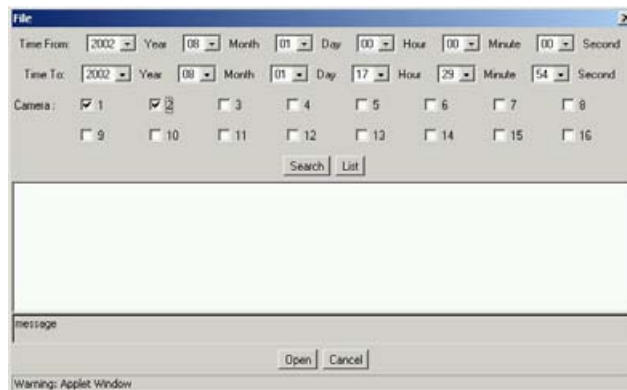 File
Time From: 2002 Year 08 Month 01 Day 00 Hour 00 Minute 00 Second
Time To: 2002 Year 08 Month 01 Day 17 Hour 29 Minute 54 Second
Camera: 1 2 3 4 5 6 7 8
9 10 11 12 13 14 15 16
Search List
message
Open Cancel
Warning: Applet Window